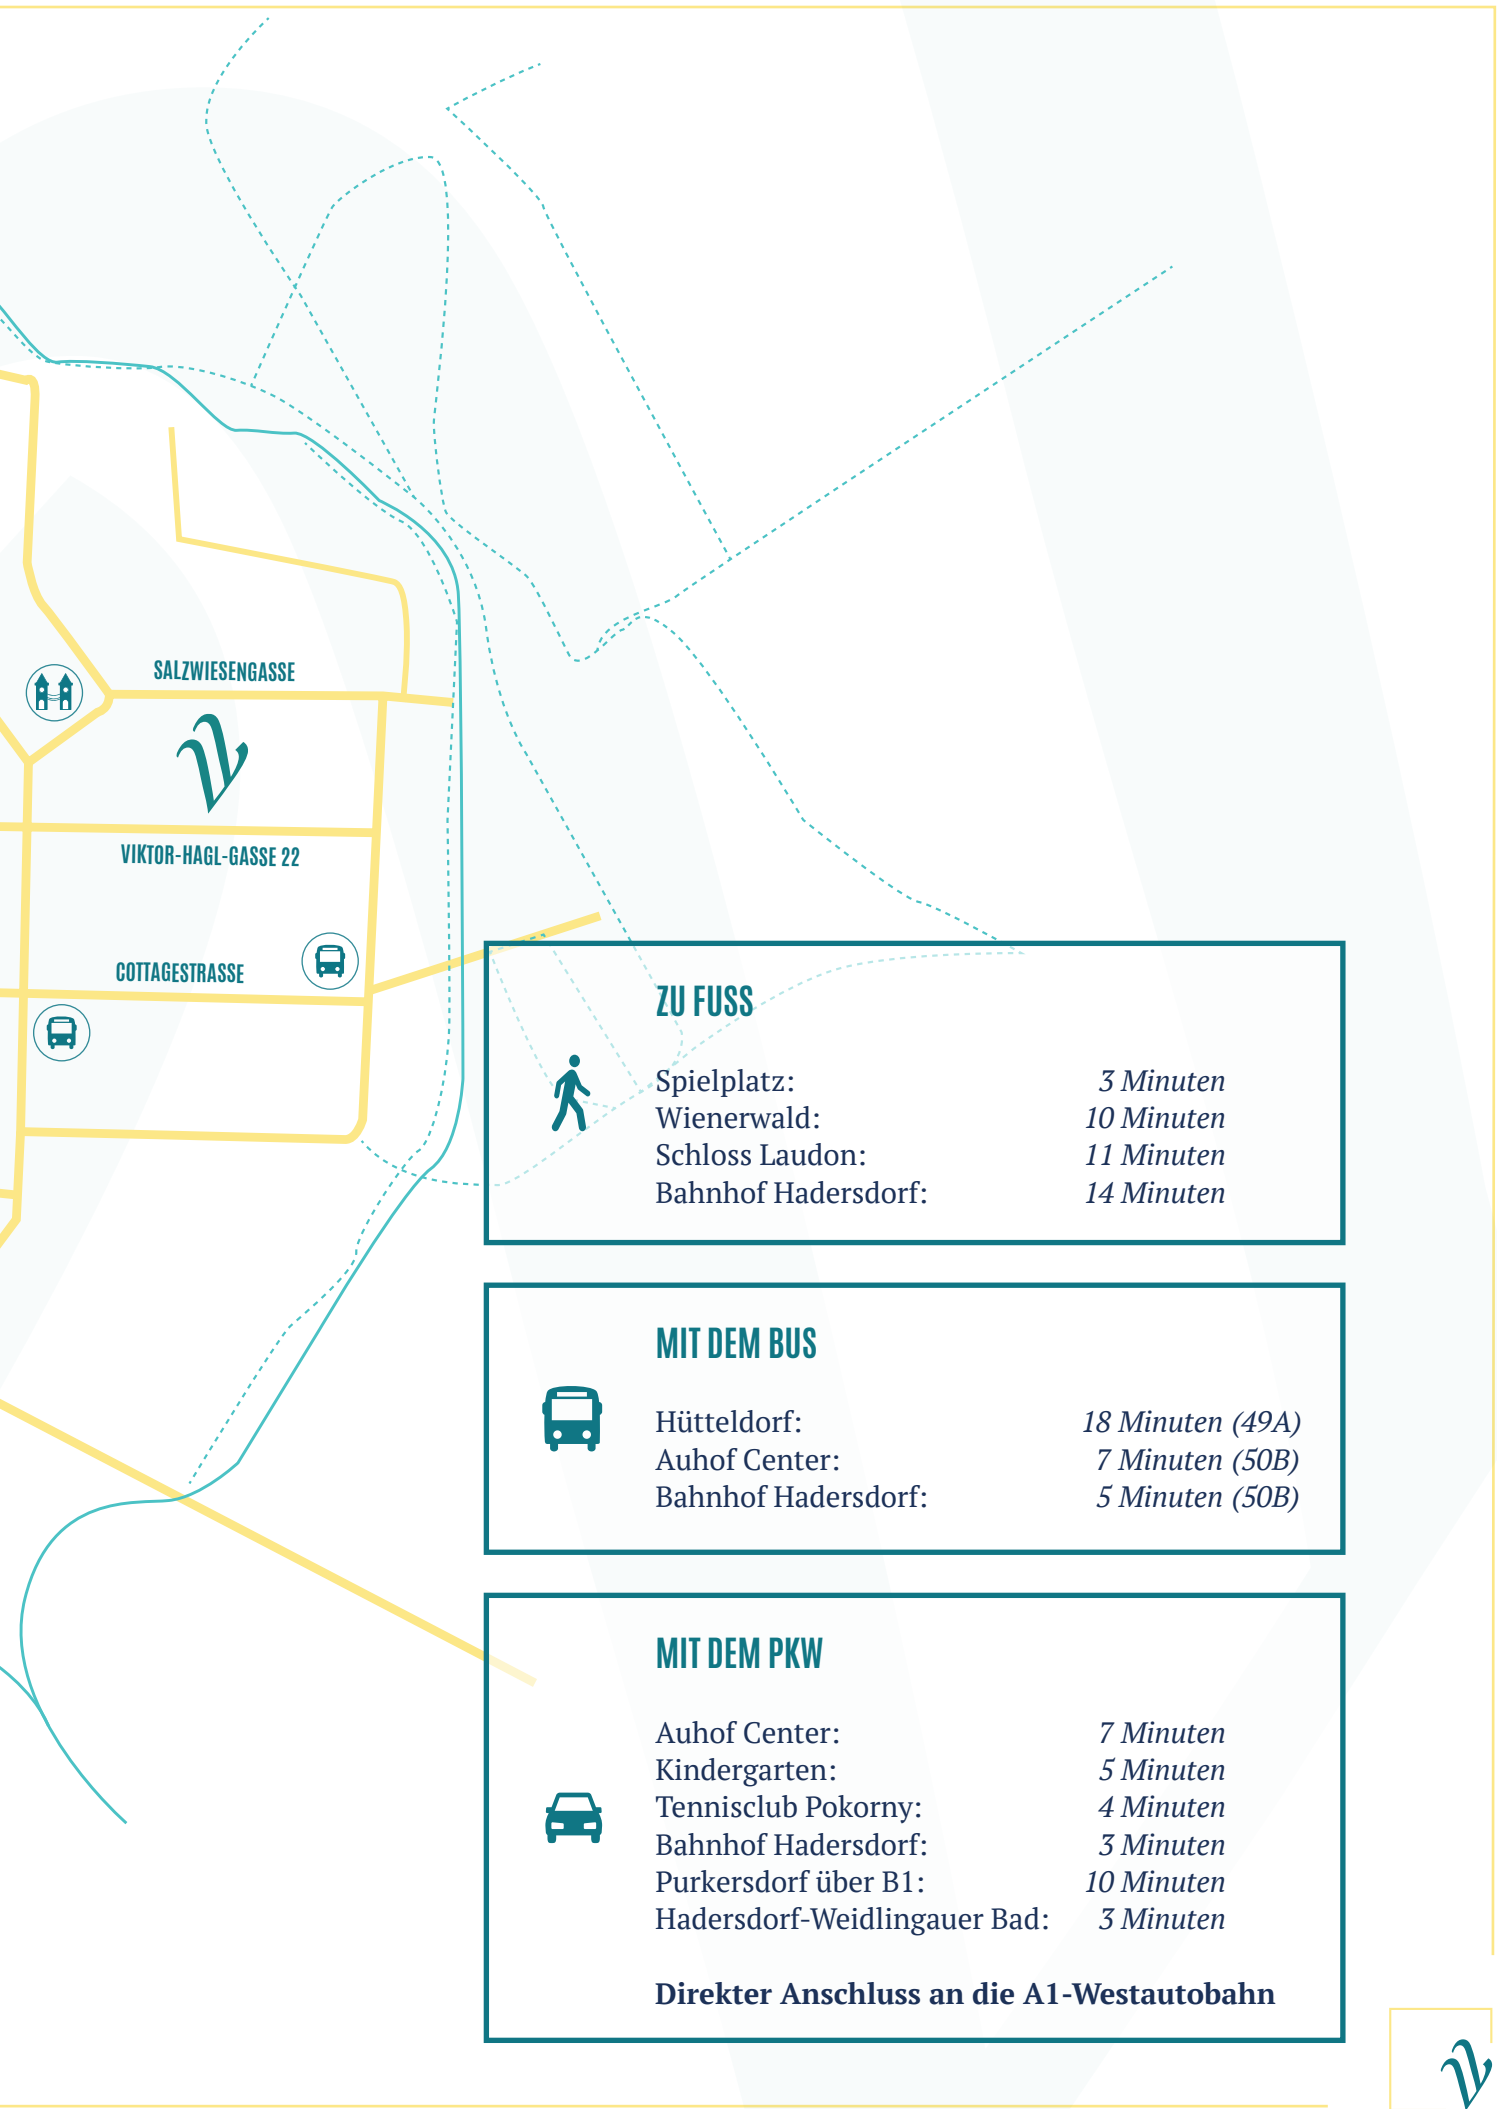 SALZWIESENGASSE
VIKTOR-HAGL-GASSE 22
COTTAGESTRASSE
ZU FUSS
Spielplatz: 3 Minuten
Wienerwald: 10 Minuten
Schloss Laudon: 11 Minuten
Bahnhof Hadersdorf: 14 Minuten
MIT DEM BUS
Hütteldorf: 18 Minuten (49A)
Auhof Center: 7 Minuten (50B)
Bahnhof Hadersdorf: 5 Minuten (50B)
MIT DEM PKW
Auhof Center: 7 Minuten
Kindergarten: 5 Minuten
Tennisclub Pokorny: 4 Minuten
Bahnhof Hadersdorf: 3 Minuten
Purkersdorf über B1: 10 Minuten
Hadersdorf-Weidlingauer Bad: 3 Minuten
Direkter Anschluss an die A1-Westautobahn